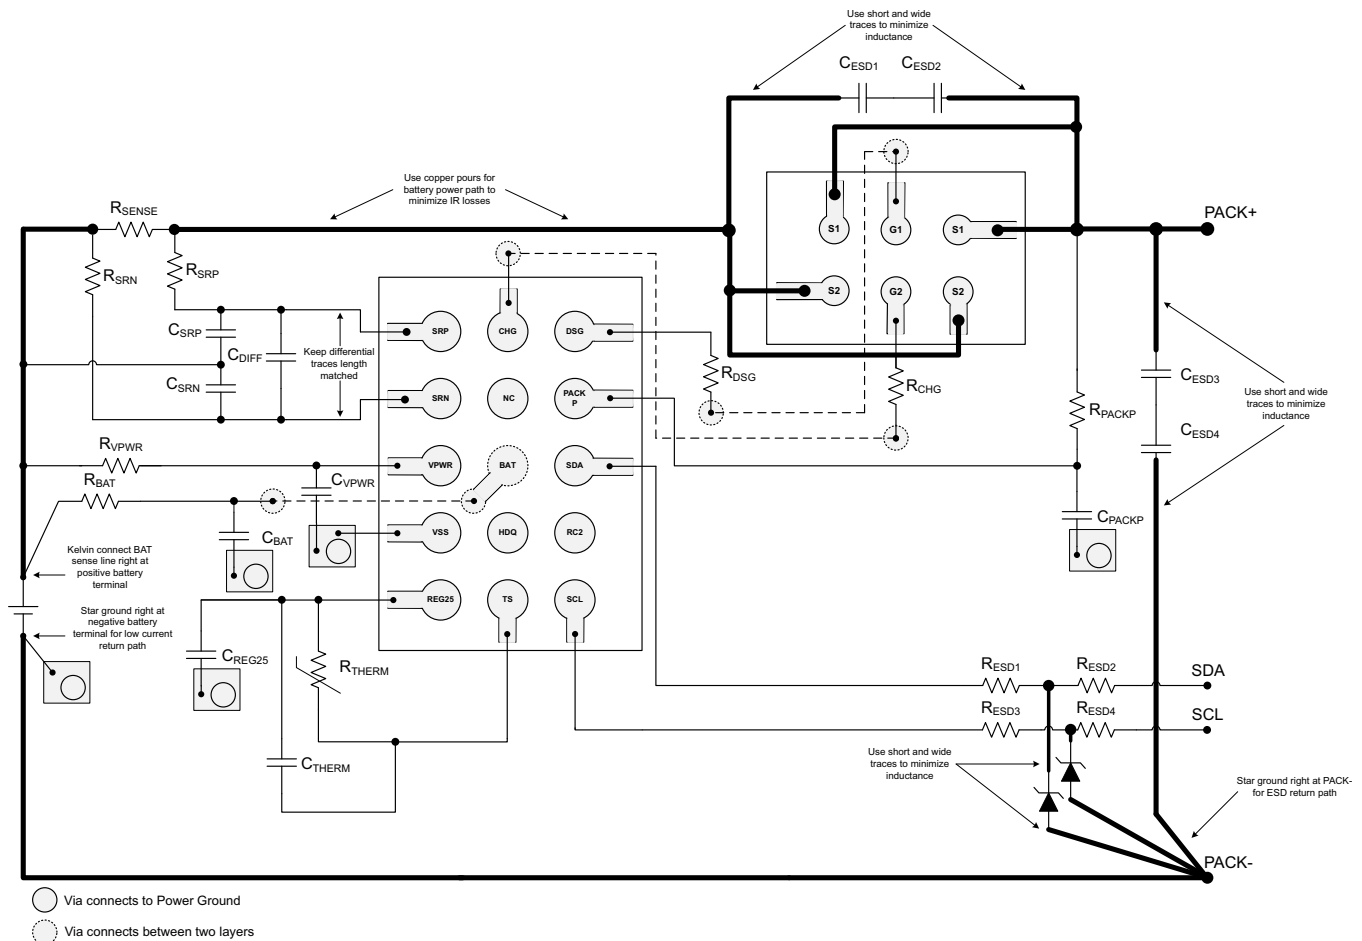 Use short and wide
traces to minimize
inductance
CESD1
CESD2
Use copper pours for
battery power path to
minimize IR losses
RSENSE
PACK+
S1
G1
S1
RSRN
RSRP
S2
G2
S2
CSRP
CDIFF
Keep differential
traces length
matched
CSRN
SRP
CHG
DSG
RDSG
RCHG
CESD3
Use short and wide
traces to minimize
inductance
SRN
NC
PACK
P
RPACKP
CESD4
RVPWR
VPWR
BAT
SDA
RBAT
CVPWR
CPACKP
CBAT
VSS
HDQ
RC2
Kelvin connect BAT
sense line right at
positive battery
terminal
Star ground right at
negative battery
terminal for low current
return path
REG25
TS
SCL
CREG25
RTHERM
RESD1
RESD2
SDA
RESD3
RESD4
SCL
CTHERM
Use short and wide
traces to minimize
inductance
Star ground right at PACK-
for ESD return path
PACK-
Via connects to Power Ground
Via connects between two layers